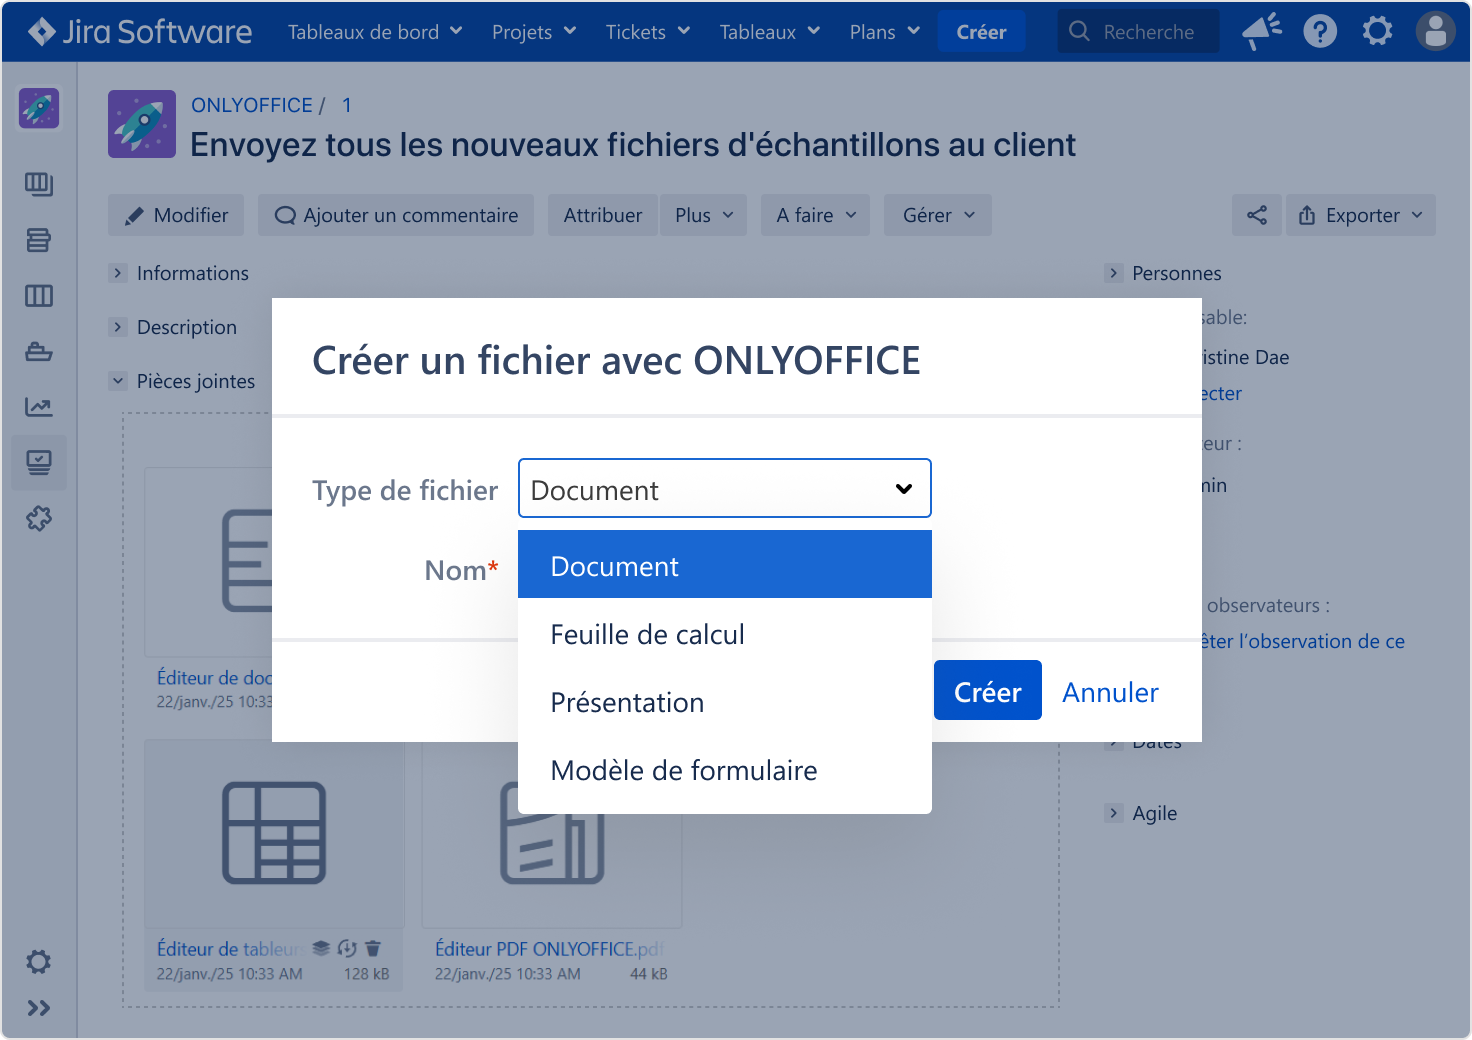 Jira Software Tableaux de bord Projets Tickets Tableaux Plans Créer Recherche
ONLYOFFICE / 1
Envoyez tous les nouveaux fichiers d'échantillons au client
Modifier Ajouter un commentaire Attribuer Plus A faire Gérer Exporter
Informations
Description
Pièces jointes
Personnes
sable:
istine Dae
ecter
eur :
min
observateurs :
êter l’observation de ce
Dates
Agile
Créer un fichier avec ONLYOFFICE
Type de fichier Document
Nom*
Document
Feuille de calcul
Présentation
Modèle de formulaire
Créer Annuler
Éditeur de doc
22/janv./25 10:33
Éditeur de tableurs
22/janv./25 10:33 AM 128 kB
Éditeur PDF ONLYOFFICE.pdf
22/janv./25 10:33 AM 44 kB